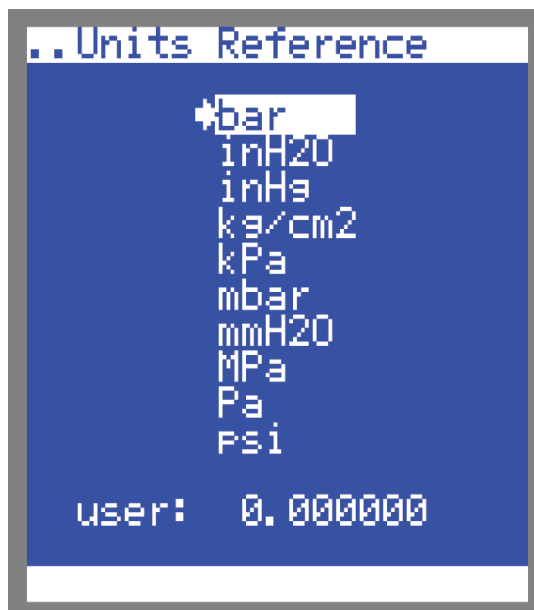 ..Units Reference
bar
inH2O
inHg
kg/cm2
kPa
mbar
mmH2O
MPa
Pa
psi
user: 0.000000